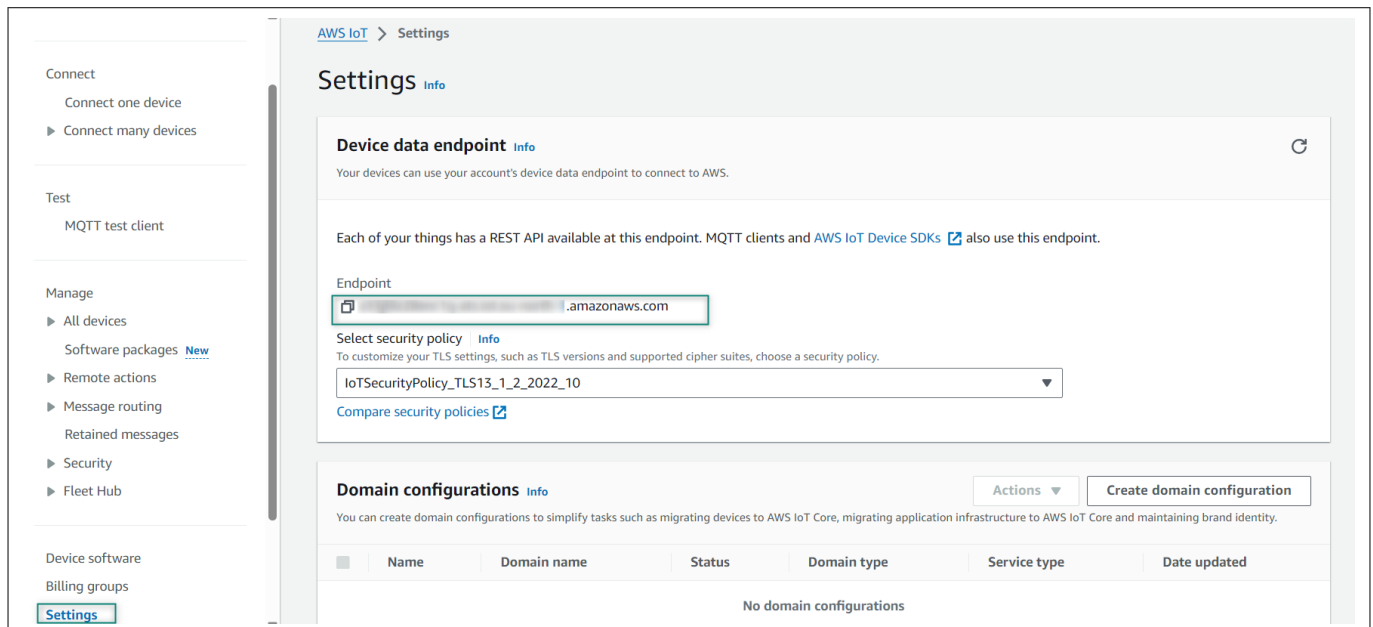 Connect
Connect one device
Connect many devices
Test
MQTT test client
Manage
All devices
Software packages New
Remote actions
Message routing
Retained messages
Security
Fleet Hub
Device software
Billing groups
Settings
AWS IoT > Settings
Settings Info
Device data endpoint Info
Your devices can use your account's device data endpoint to connect to AWS.
Each of your things has a REST API available at this endpoint. MQTT clients and AWS IoT Device SDKs also use this endpoint.
Endpoint
.amazonaws.com
Select security policy Info
To customize your TLS settings, such as TLS versions and supported cipher suites, choose a security policy.
IoTSecurityPolicy_TLS13_1_2_2022_10
Compare security policies
Domain configurations Info
Actions
Create domain configuration
You can create domain configurations to simplify tasks such as migrating devices to AWS IoT Core, migrating application infrastructure to AWS IoT Core and maintaining brand identity.
Name Domain name Status Domain type Service type Date updated
No domain configurations